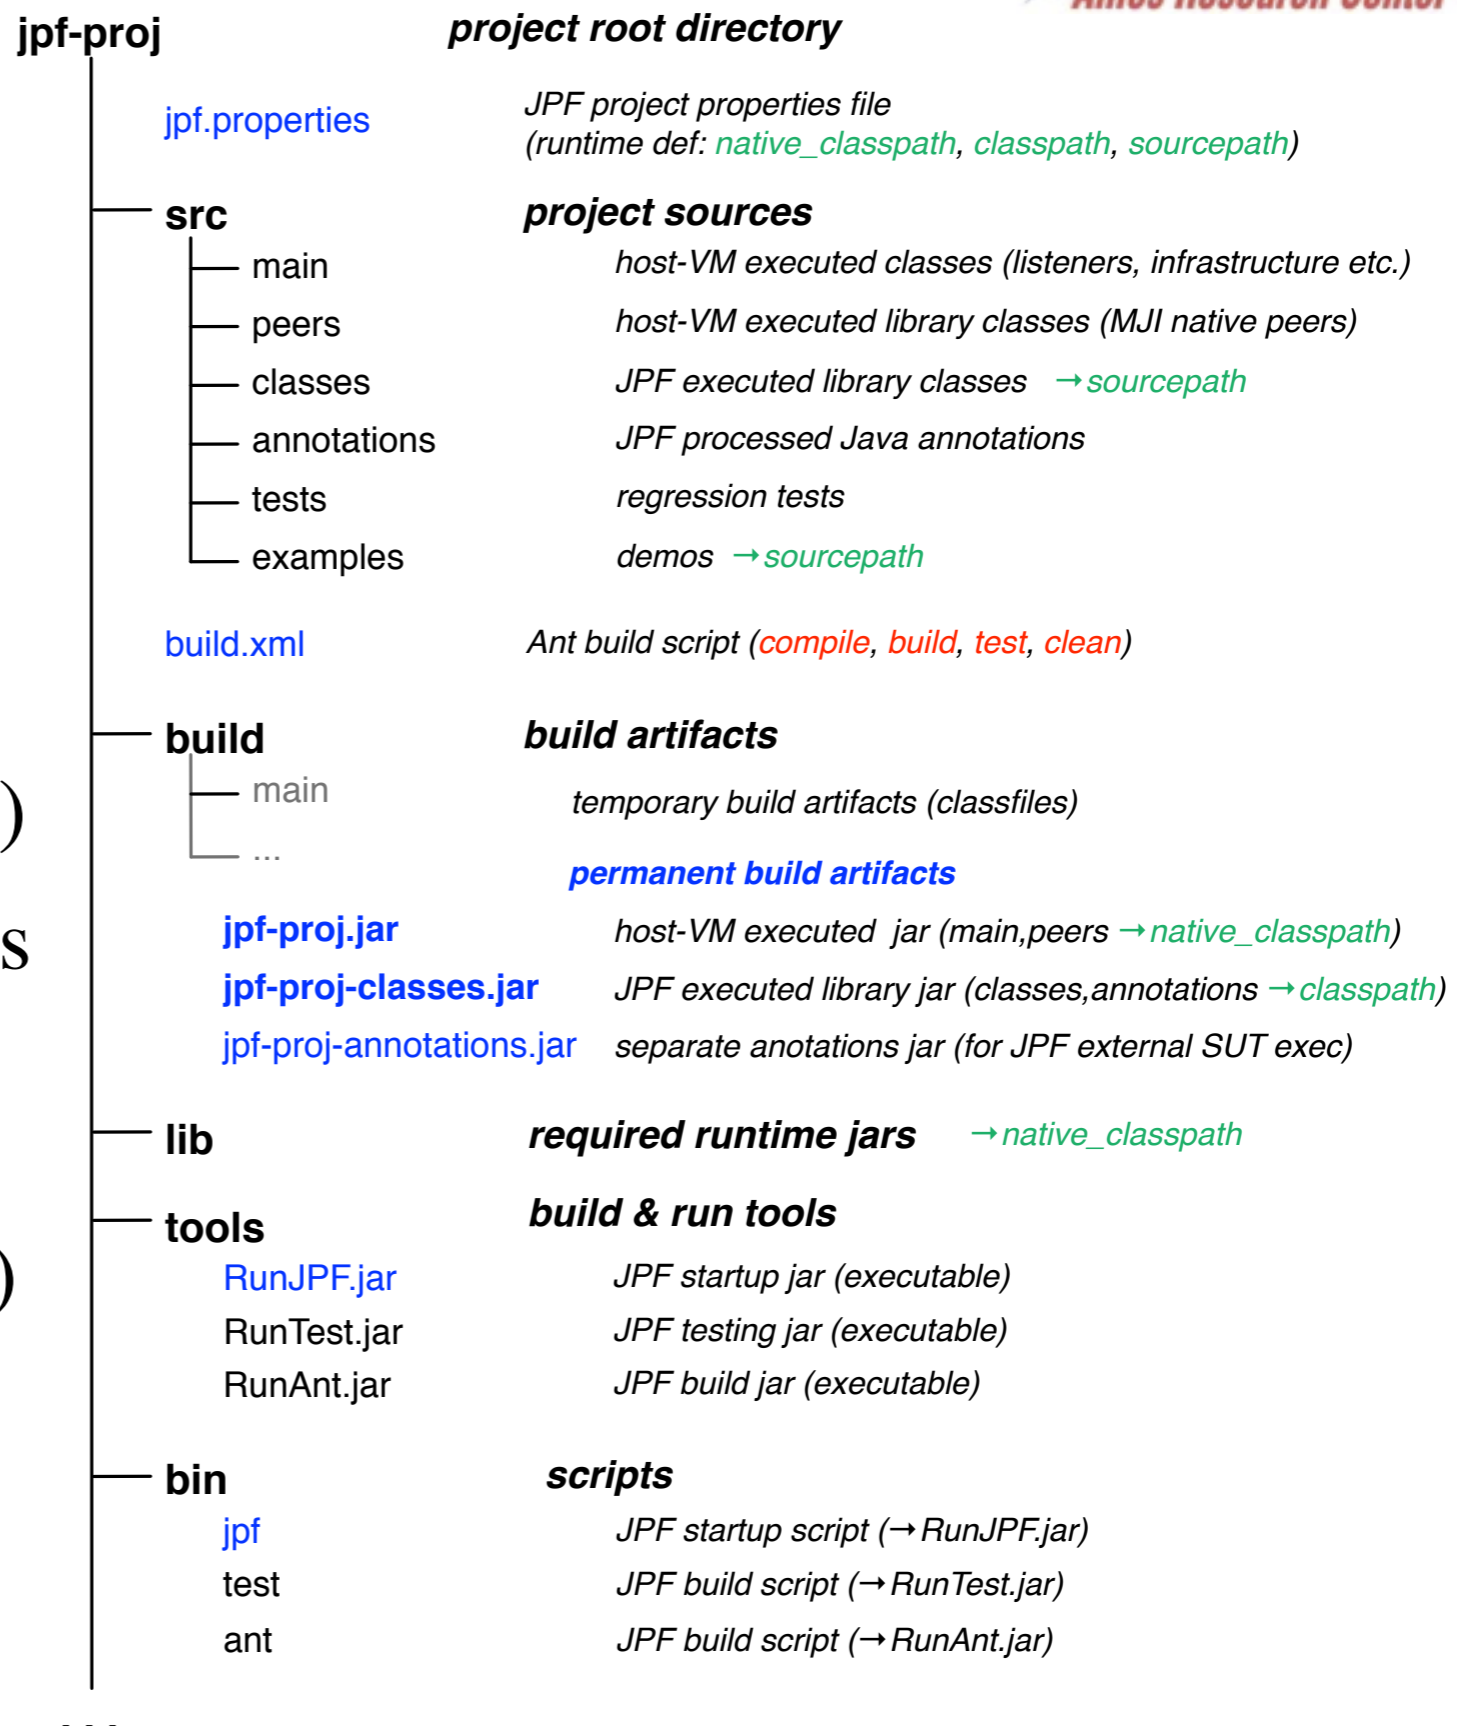 Ames Research Center
jpf-proj project root directory
jpf.properties JPF project properties file
(runtime def: native_classpath, classpath, sourcepath)
src project sources
main host-VM executed classes (listeners, infrastructure etc.)
peers host-VM executed library classes (MJI native peers)
classes JPF executed library classes →sourcepath
annotations JPF processed Java annotations
tests regression tests
examples demos →sourcepath
build.xml Ant build script (compile, build, test, clean)
build build artifacts
main temporary build artifacts (classfiles)
)
...
permanent build artifacts
jpf-proj.jar host-VM executed jar (main,peers →native_classpath)
s
jpf-proj-classes.jar JPF executed library jar (classes,annotations →classpath)
jpf-proj-annotations.jar separate anotations jar (for JPF external SUT exec)
lib required runtime jars →native_classpath
tools build & run tools
RunJPF.jar JPF startup jar (executable)
)
RunTest.jar JPF testing jar (executable)
RunAnt.jar JPF build jar (executable)
bin scripts
jpf JPF startup script (→RunJPF.jar)
test JPF build script (→RunTest.jar)
ant JPF build script (→RunAnt.jar)